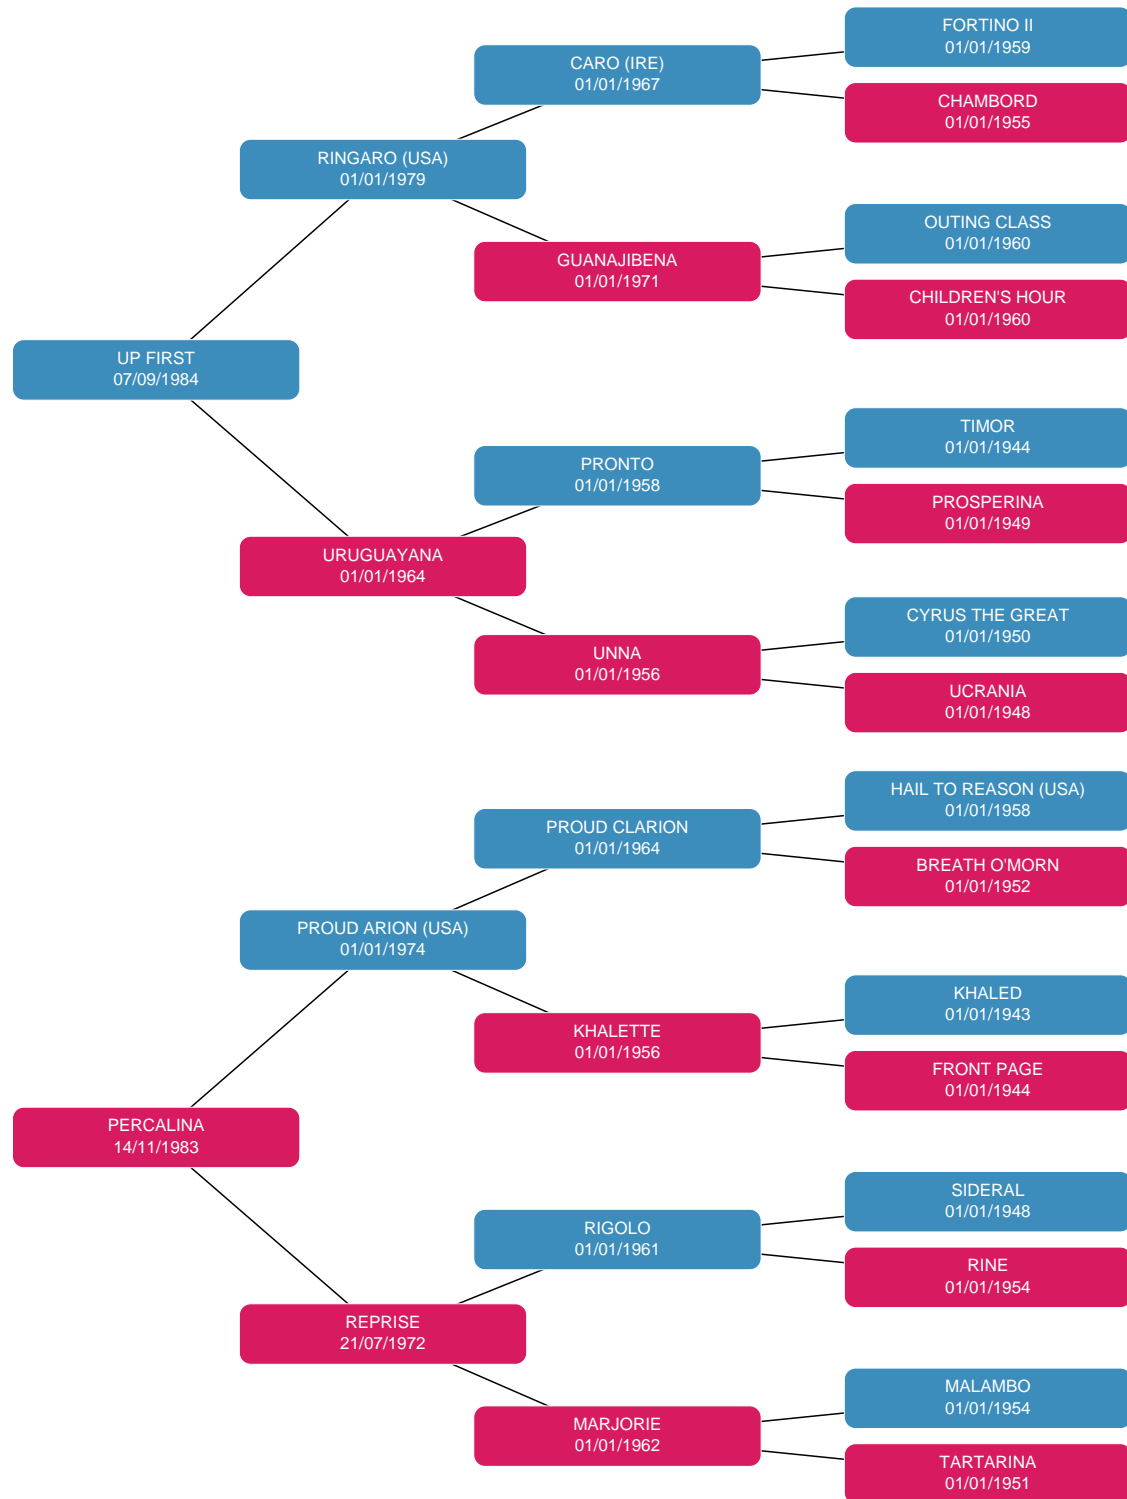 FORTINO II
01/01/1959
CARO (IRE)
01/01/1967
CHAMBORD
01/01/1955
RINGARO (USA)
01/01/1979
OUTING CLASS
01/01/1960
GUANAJIBENA
01/01/1971
CHILDREN'S HOUR
01/01/1960
UP FIRST
07/09/1984
TIMOR
01/01/1944
PRONTO
01/01/1958
PROSPERINA
01/01/1949
URUGUAYANA
01/01/1964
CYRUS THE GREAT
01/01/1950
UNNA
01/01/1956
UCRANIA
01/01/1948
HAIL TO REASON (USA)
01/01/1958
PROUD CLARION
01/01/1964
BREATH O'MORN
01/01/1952
PROUD ARION (USA)
01/01/1974
KHALED
01/01/1943
KHALETTE
01/01/1956
FRONT PAGE
01/01/1944
PERCALINA
14/11/1983
SIDERAL
01/01/1948
RIGOLO
01/01/1961
RINE
01/01/1954
REPRISE
21/07/1972
MALAMBO
01/01/1954
MARJORIE
01/01/1962
TARTARINA
01/01/1951